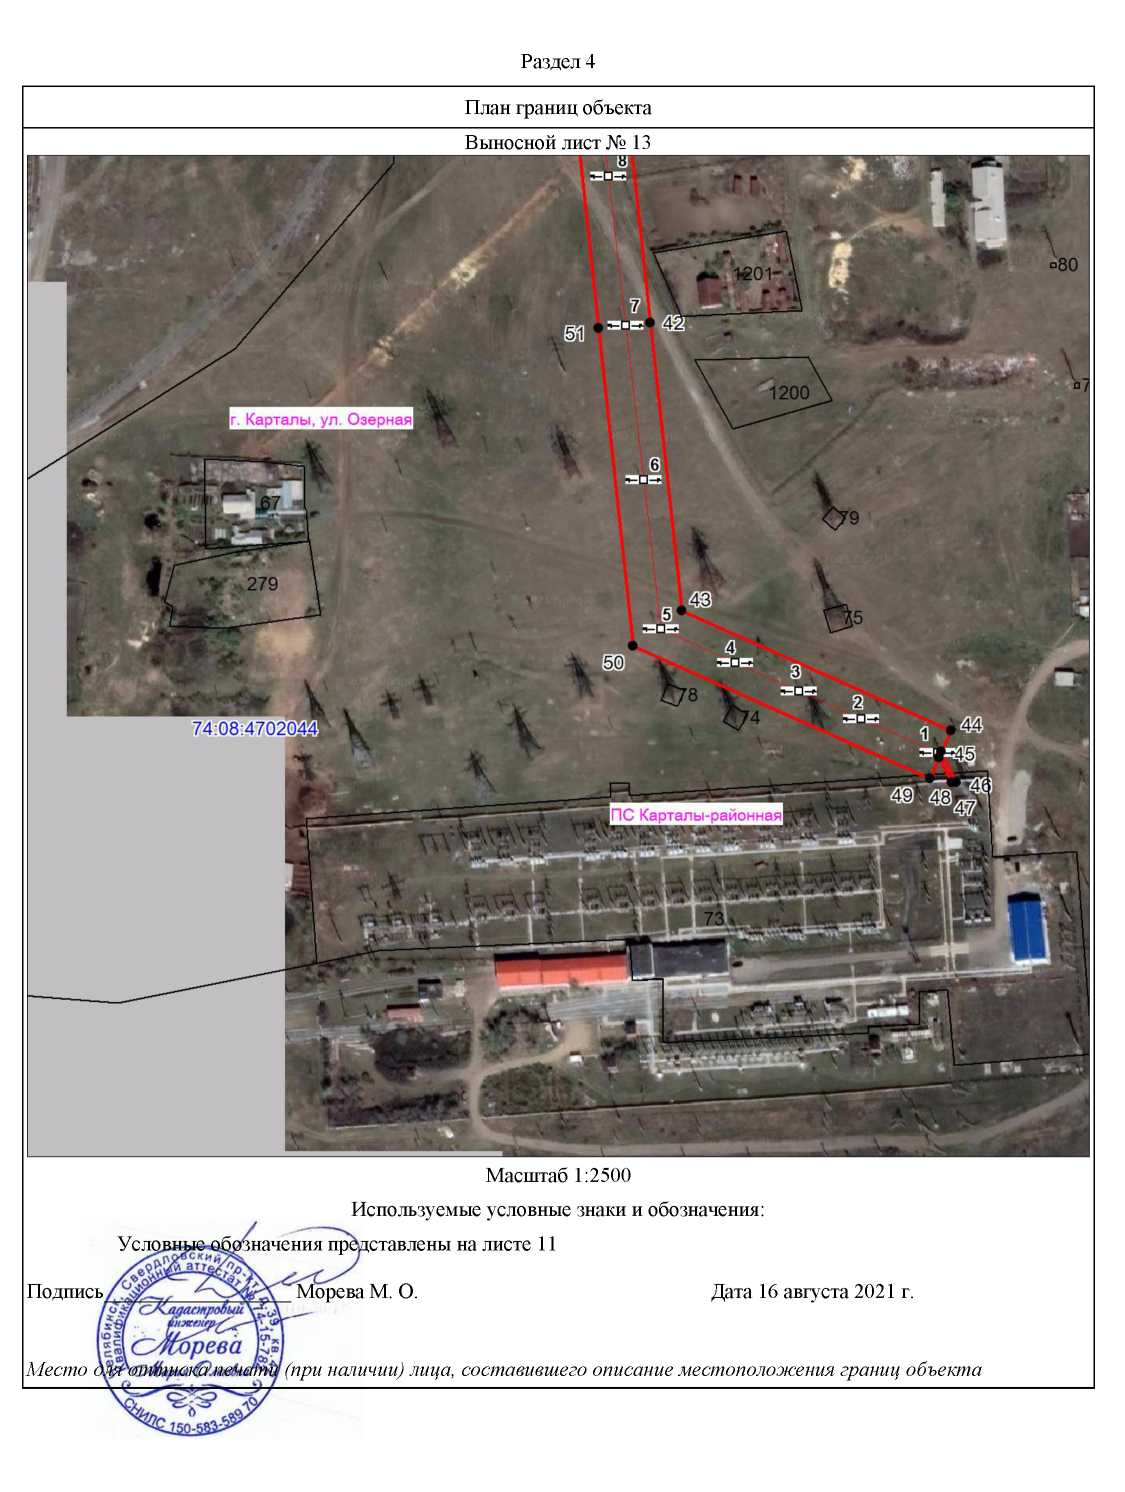 Раздел 4
План границ объекта
Выносной лист № 13
8
80
1201
7
51
42
7
1200
г. Карталы, ул. Озерная
6
67
79
279
43
5
75
4
50
3
78
74
2
44
74:08:4702044
1
45
46
49
48
47
ПС Карталы-районная
73
Масштаб 1:2500
Используемые условные знаки и обозначения:
Условные обозначения представлены на листе 11
Подпись Морева М. О. Дата 16 августа 2021 г.
Кадастровый
инженер
Морева
Место для оттиска печати (при наличии) лица, составившего описание местоположения границ объекта
СНИЛС 150-583-589 70